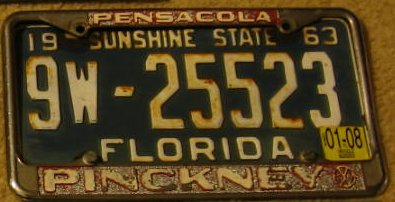 PENSACOLA
19 SUNSHINE STATE 63
9W-25523
01-08
FLORIDA
PINCKNEY